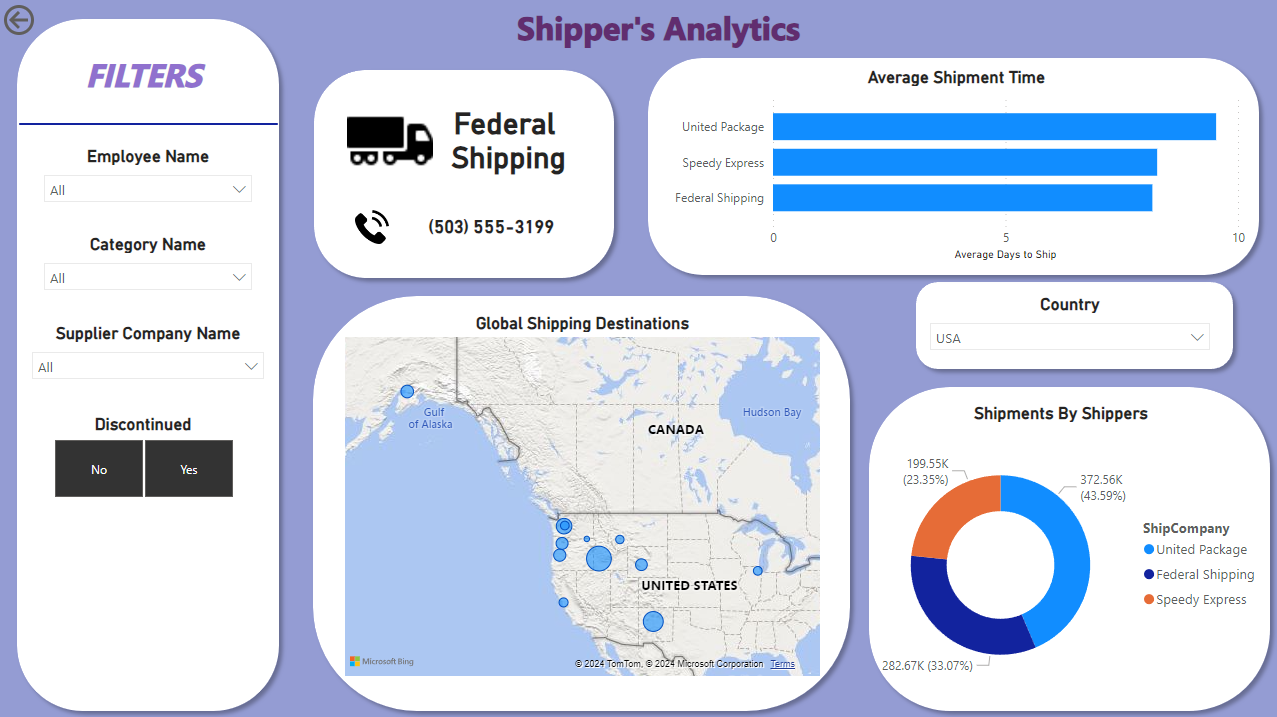 Shipper's Analytics
FILTERS
Employee Name
All
Category Name
All
Supplier Company Name
All
Discontinued
No
Yes
Federal
Shipping
(503) 555-3199
Average Shipment Time
United Package
Speedy Express
Federal Shipping
0
5
10
Average Days to Ship
Global Shipping Destinations
Gulf
of Alaska
Hudson Bay
CANADA
UNITED STATES
Microsoft Bing
© 2024 TomTom, © 2024 Microsoft Corporation Terms
Country
USA
Shipments By Shippers
199.55K
(23.35%)
372.56K
(43.59%)
282.67K (33.07%)
ShipCompany
United Package
Federal Shipping
Speedy Express